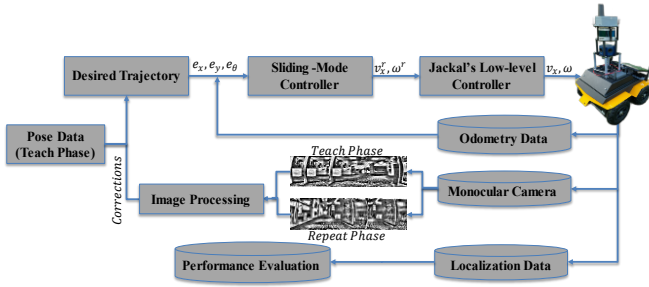 Desired Trajectory
e_x, e_y, e_θ
Sliding -Mode
Controller
v_x^r, ω^r
Jackal's Low-level
Controller
v_x, ω
Pose Data
(Teach Phase)
Corrections
Odometry Data
Teach Phase
Image Processing
Monocular Camera
Repeat Phase
Performance Evaluation
Localization Data